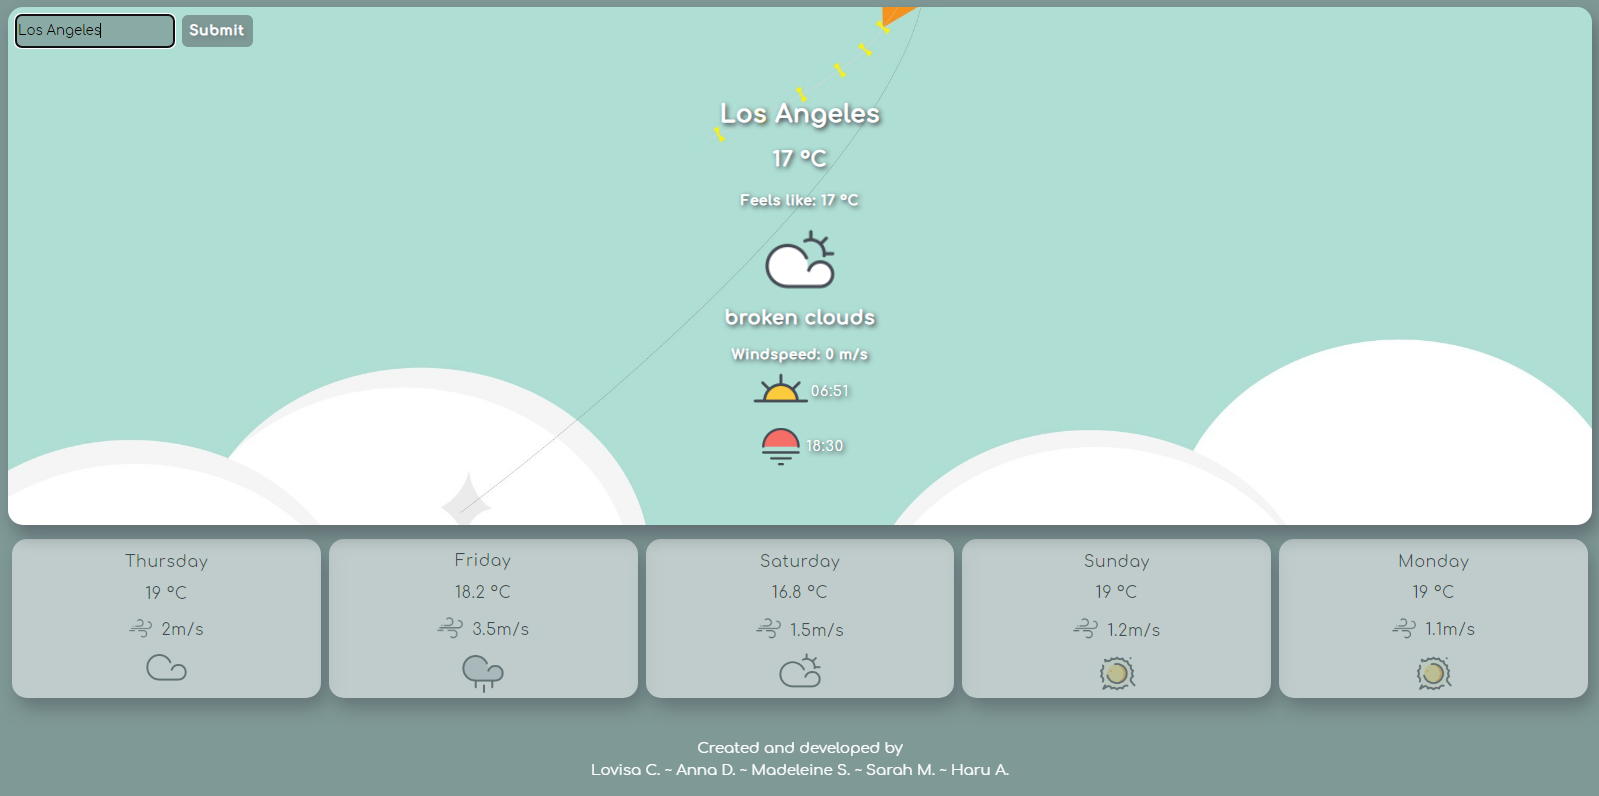 Los Angeles
Submit
Los Angeles
17 °C
Feels like: 17 °C
broken clouds
Windspeed: 0 m/s
06:51
18:30
Thursday
19 °C
2m/s
Friday
18.2 °C
3.5m/s
Saturday
16.8 °C
1.5m/s
Sunday
19 °C
1.2m/s
Monday
19 °C
1.1m/s
Created and developed by
Lovisa C. ~ Anna D. ~ Madeleine S. ~ Sarah M. ~ Haru A.